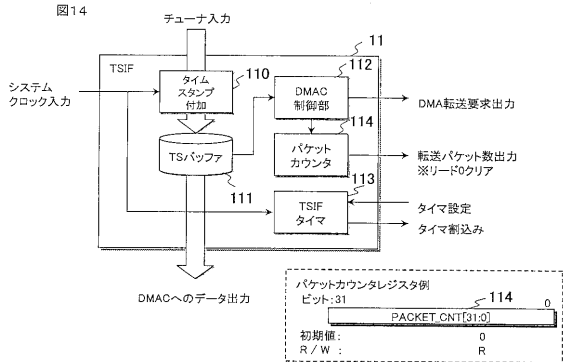 図14
チューナ入力
11
TSIF
システム
クロック入力
タイム
スタンプ
付加
110
112
DMAC
制御部
DMA転送要求出力
114
TSバッファ
111
パケット
カウンタ
転送パケット数出力
※リード0クリア
113
TSIF
タイマ
タイマ設定
タイマ割込み
DMACへのデータ出力
パケットカウンタレジスタ例
ビット:31
114
0
PACKET_CNT[31:0]
初期値: 0
R/W : R